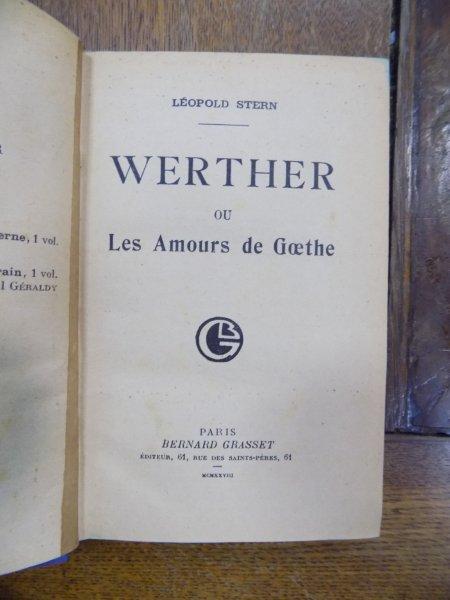 R
erne, 1 vol.
rain, 1 vol.
l GÉRALDY
LÉOPOLD STERN
WERTHER
OU
Les Amours de Gœthe
BG
PARIS
BERNARD GRASSET
ÉDITEUR, 61, RUE DES SAINTS-PÈRES, 61
MCMXXVIII